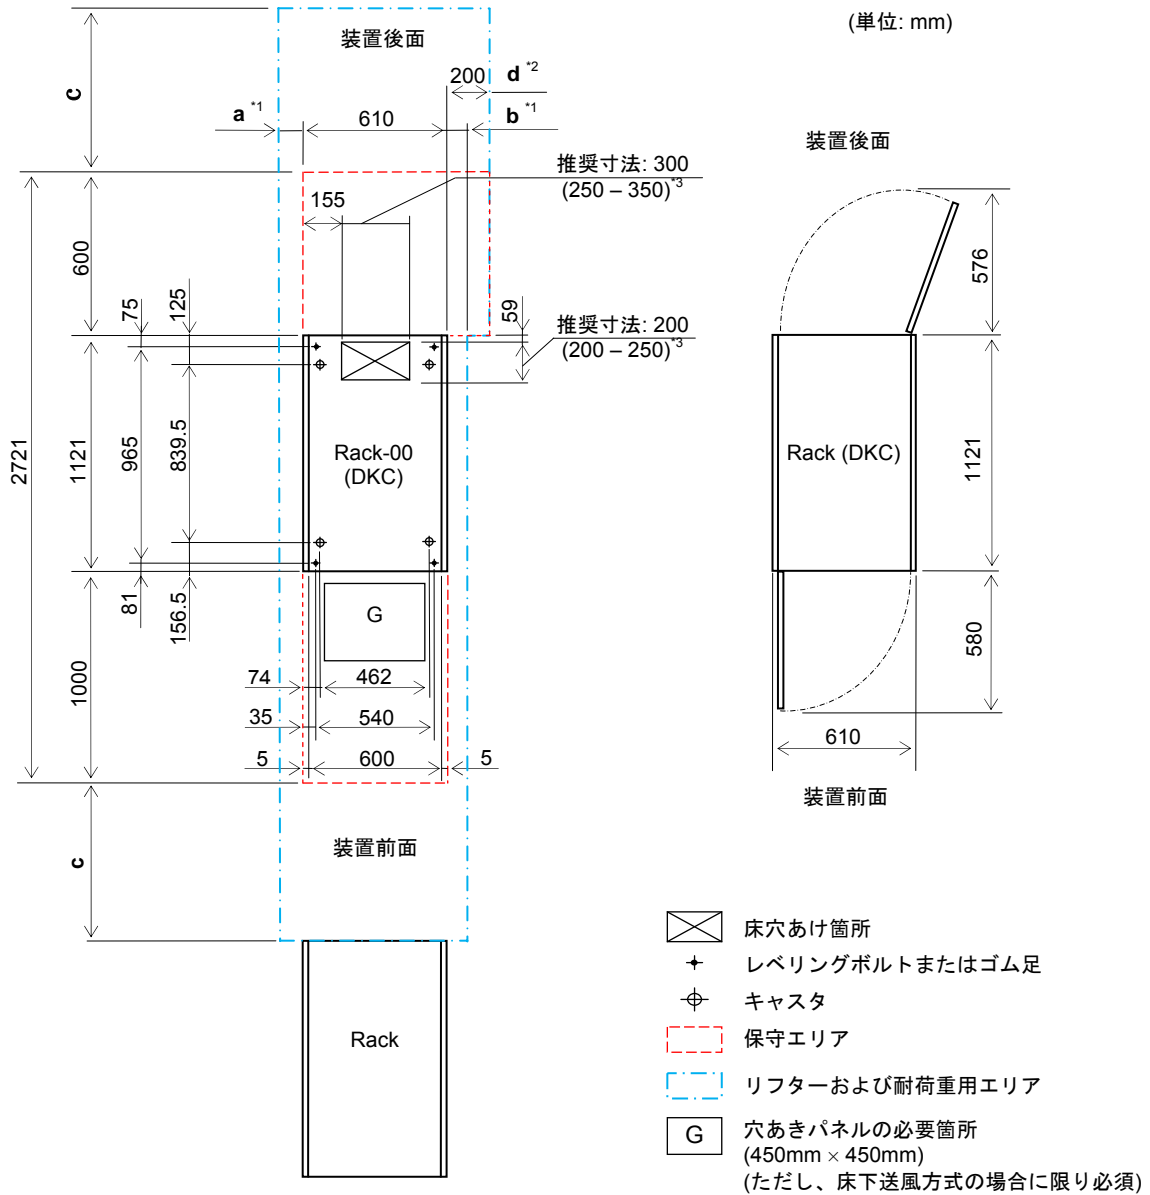 (単位: mm)
装置後面
200 d *2
a *1
610
b *1
c
推奨寸法: 300
(250 – 350)*3
155
600
75
125
59
推奨寸法: 200
(200 – 250)*3
2721
1121
965
839.5
Rack-00
(DKC)
81
156.5
G
1000
74
462
35
540
5
600
5
装置前面
c
Rack
装置後面
576
Rack (DKC)
1121
580
610
装置前面
床穴あけ箇所
レベリングボルトまたはゴム足
キャスタ
保守エリア
リフターおよび耐荷重用エリア
G
穴あきパネルの必要箇所
(450mm × 450mm)
(ただし、床下送風方式の場合に限り必須)